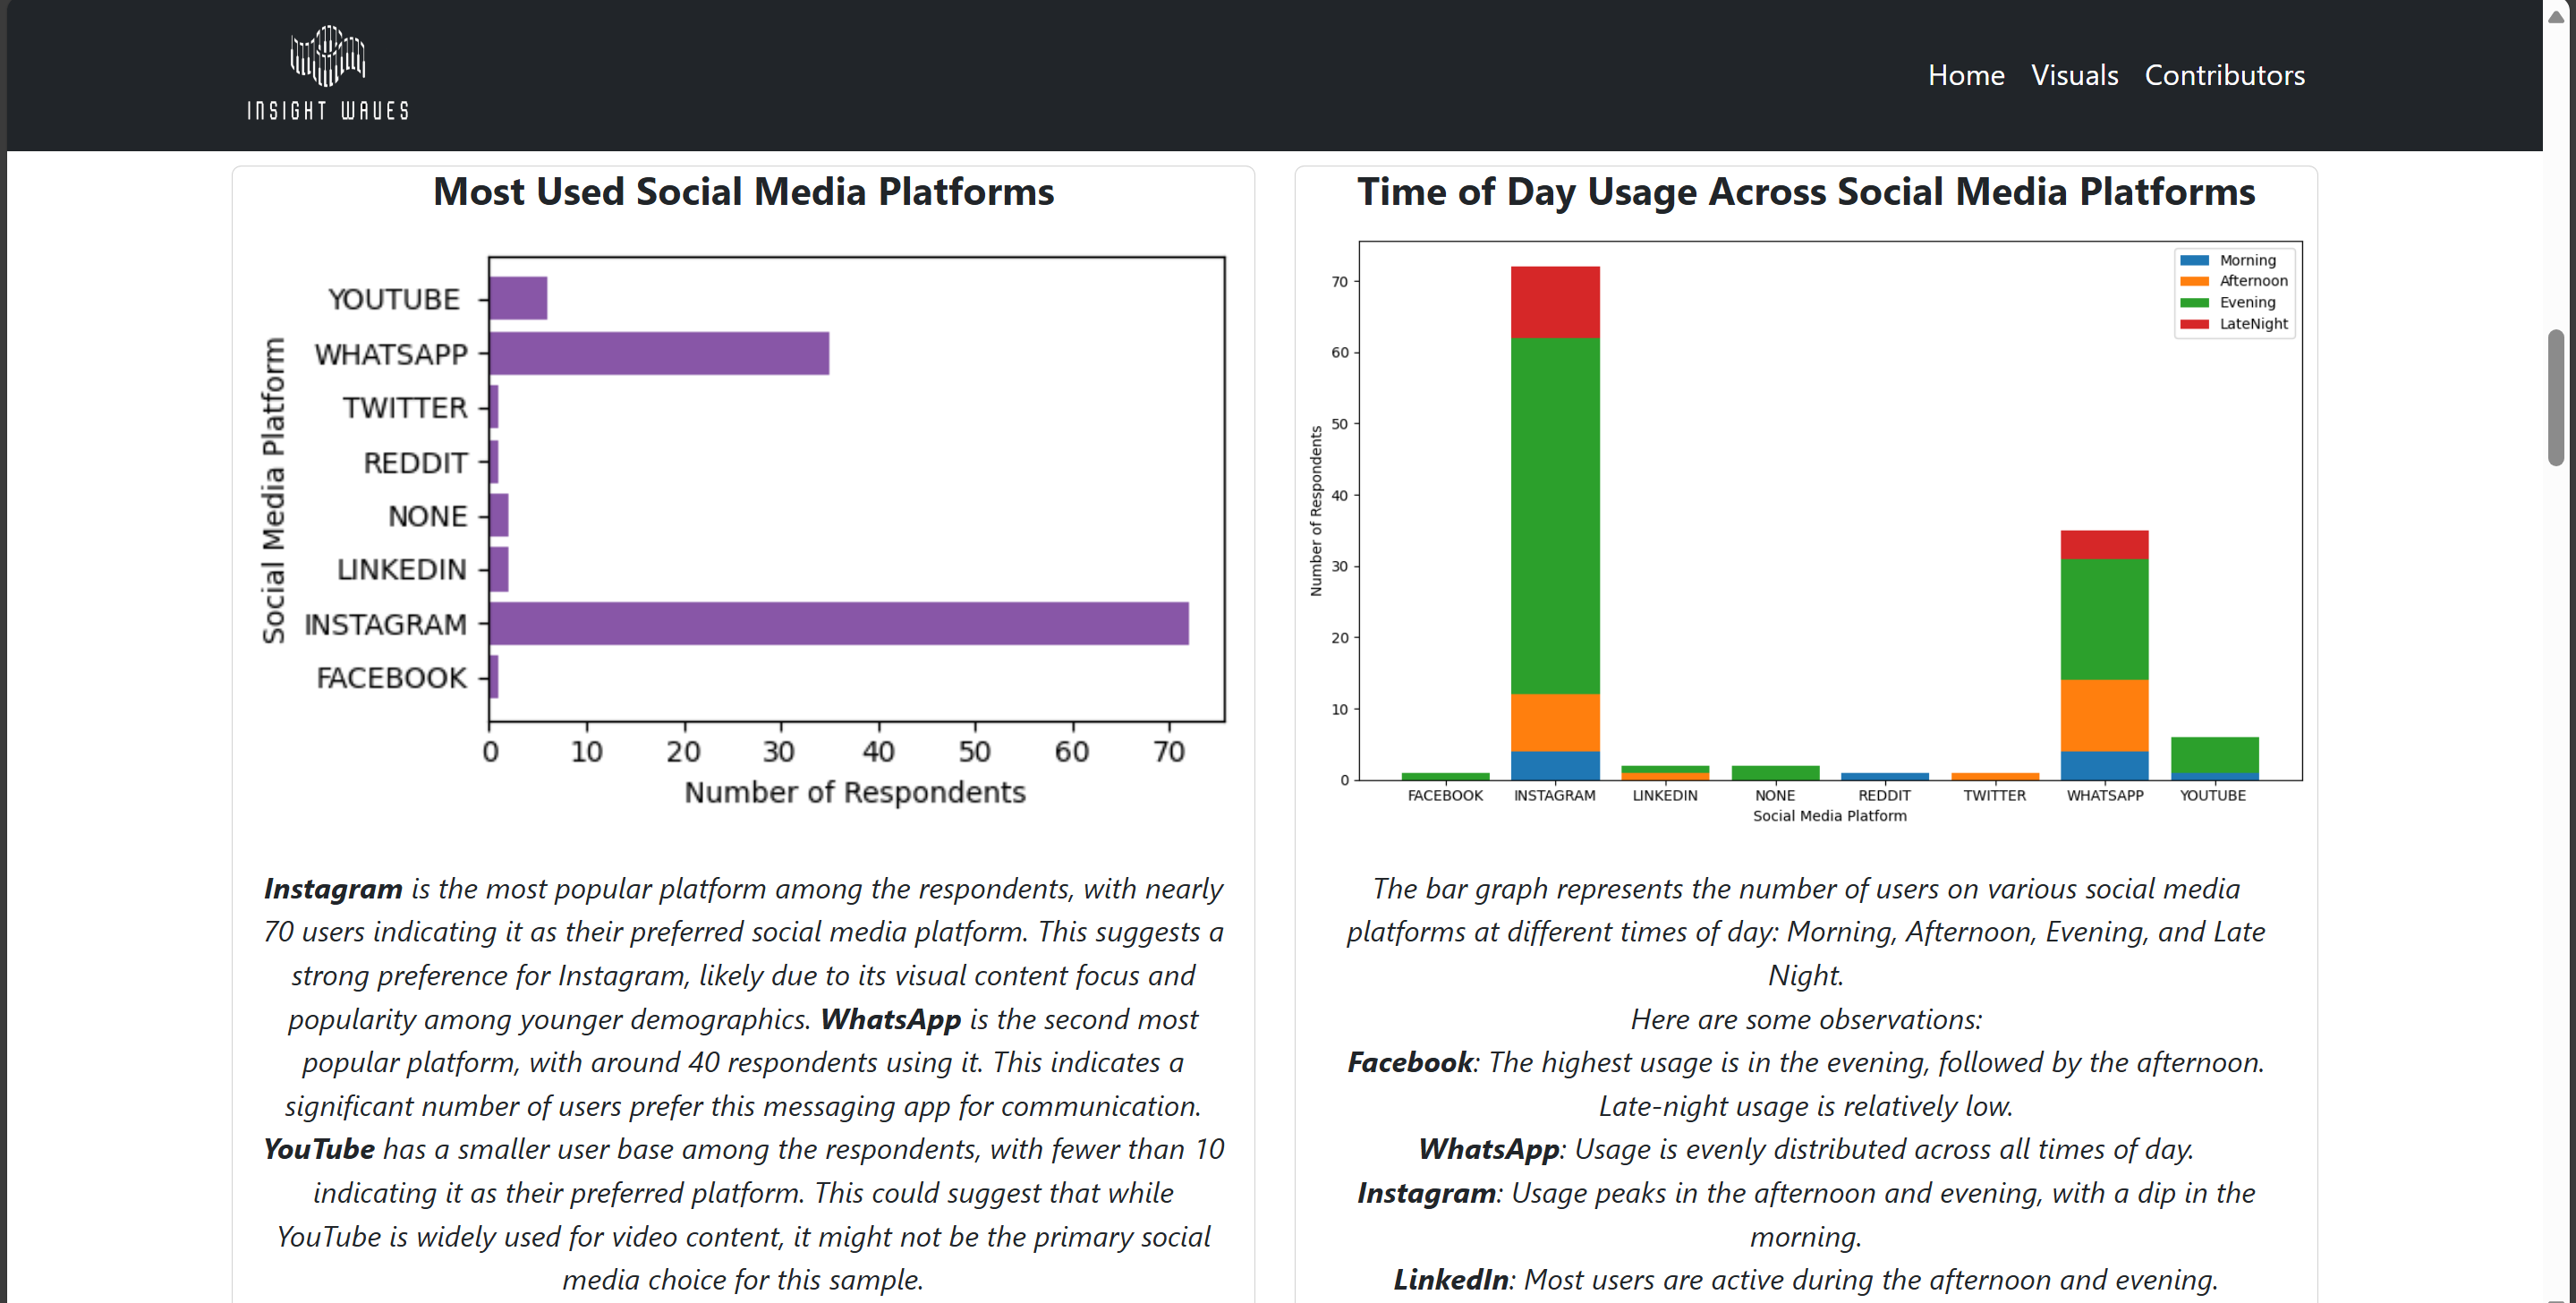 INSIGHT WAVES
Home Visuals Contributors
Most Used Social Media Platforms
Social Media Platform
YOUTUBE
WHATSAPP
TWITTER
REDDIT
NONE
LINKEDIN
INSTAGRAM
FACEBOOK
0 10 20 30 40 50 60 70
Number of Respondents
Instagram is the most popular platform among the respondents, with nearly
70 users indicating it as their preferred social media platform. This suggests a
strong preference for Instagram, likely due to its visual content focus and
popularity among younger demographics. WhatsApp is the second most
popular platform, with around 40 respondents using it. This indicates a
significant number of users prefer this messaging app for communication.
YouTube has a smaller user base among the respondents, with fewer than 10
indicating it as their preferred platform. This could suggest that while
YouTube is widely used for video content, it might not be the primary social
media choice for this sample.
Time of Day Usage Across Social Media Platforms
Morning
Afternoon
Evening
LateNight
Number of Respondents
70
60
50
40
30
20
10
0
FACEBOOK INSTAGRAM LINKEDIN NONE REDDIT TWITTER WHATSAPP YOUTUBE
Social Media Platform
The bar graph represents the number of users on various social media
platforms at different times of day: Morning, Afternoon, Evening, and Late
Night.
Here are some observations:
Facebook: The highest usage is in the evening, followed by the afternoon.
Late-night usage is relatively low.
WhatsApp: Usage is evenly distributed across all times of day.
Instagram: Usage peaks in the afternoon and evening, with a dip in the
morning.
LinkedIn: Most users are active during the afternoon and evening.